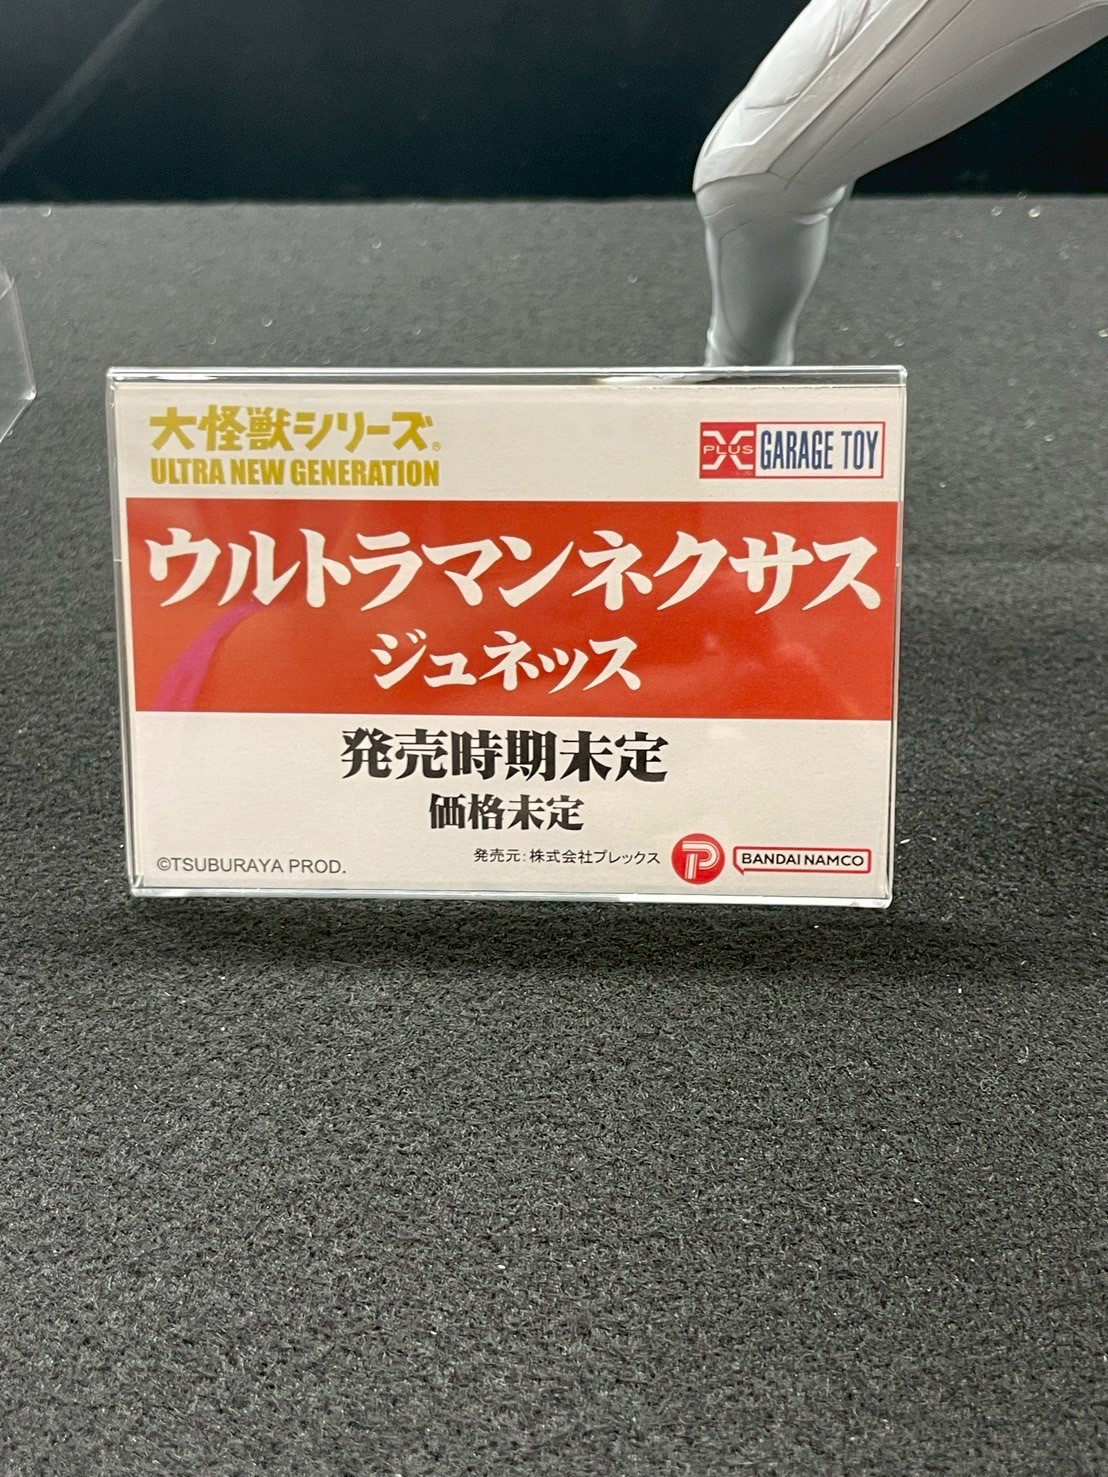 大怪獣シリーズ®
ULTRA NEW GENERATION
X PLUS GARAGE TOY
ウルトラマンネクサス
ジュネッス
発売時期未定
価格未定
©TSUBURAYA PROD.
発売元:株式会社プレックス
P
BANDAI NAMCO